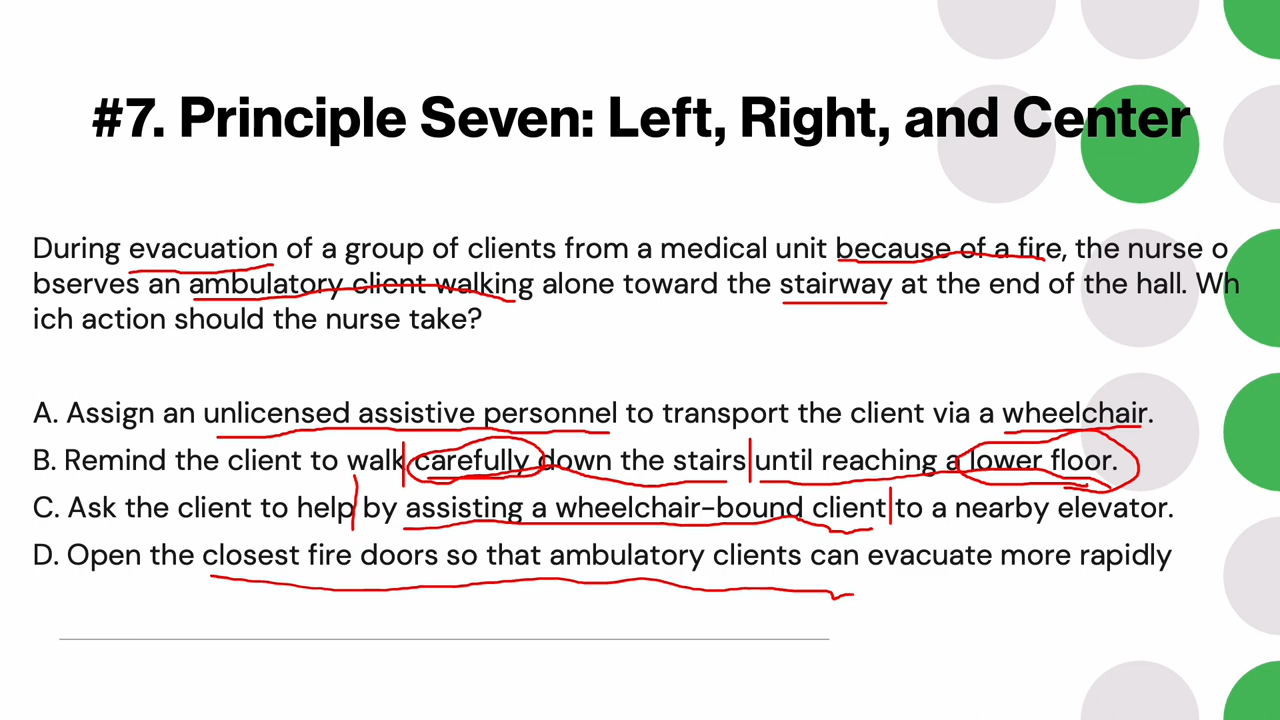 #7. Principle Seven: Left, Right, and Center
During evacuation of a group of clients from a medical unit because of a fire, the nurse o
bserves an ambulatory client walking alone toward the stairway at the end of the hall. Wh
ich action should the nurse take?
A. Assign an unlicensed assistive personnel to transport the client via a wheelchair.
B. Remind the client to walk carefully down the stairs until reaching a lower floor.
C. Ask the client to help by assisting a wheelchair-bound client to a nearby elevator.
D. Open the closest fire doors so that ambulatory clients can evacuate more rapidly